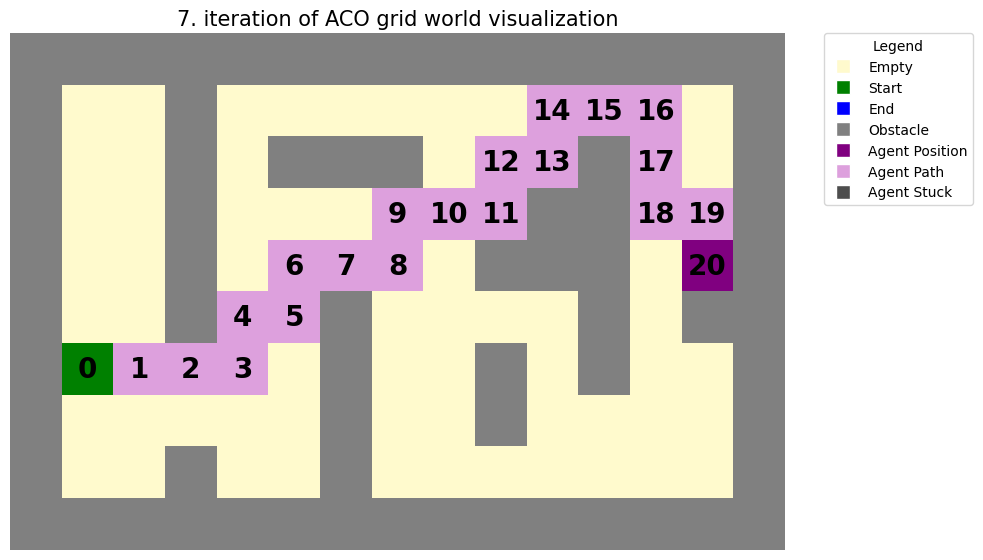 7. iteration of ACO grid world visualization
Legend
Empty
Start
End
Obstacle
Agent Position
Agent Path
Agent Stuck
14 15 16
12 13 17
9 10 11 18 19
6 7 8 20
4 5
0 1 2 3